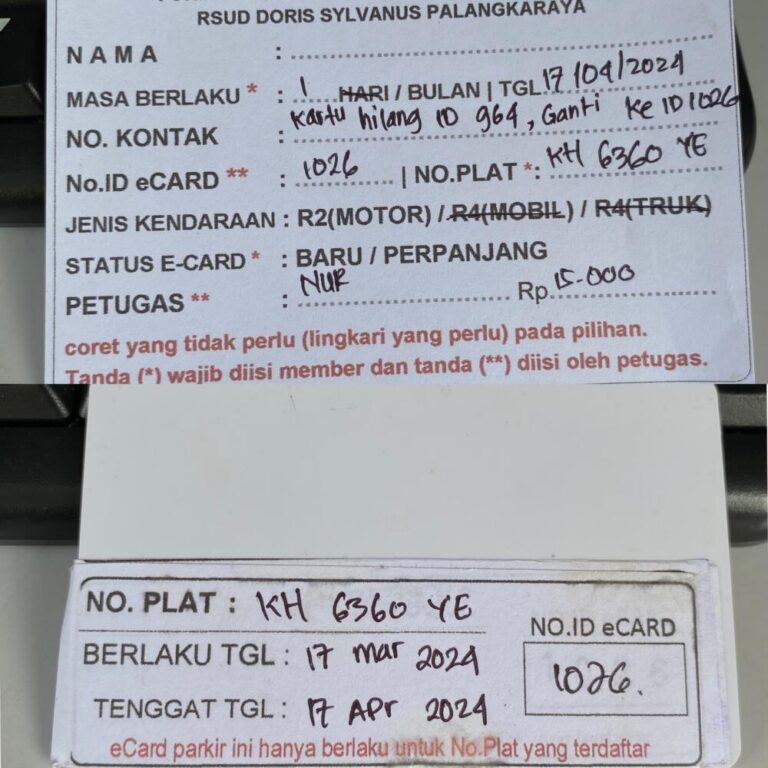 RSUD DORIS SYLVANUS PALANGKARAYA
NAMA :
MASA BERLAKU * : 1 HARI / BULAN | TGL. 17/04/2024
Kartu hilang ID 964, Ganti ke ID 1026
NO. KONTAK :
No.ID eCARD ** : 1026 | NO.PLAT *: KH 6360 YE
JENIS KENDARAAN : R2(MOTOR) / R4(MOBIL) / R4(TRUK)
STATUS E-CARD * : BARU / PERPANJANG
PETUGAS ** : NUR Rp. 15.000
coret yang tidak perlu (lingkari yang perlu) pada pilihan.
Tanda (*) wajib diisi member dan tanda (**) diisi oleh petugas.
NO. PLAT : KH 6360 YE
BERLAKU TGL : 17 Mar 2024
TENGGAT TGL : 17 Apr 2024
NO.ID eCARD
1026.
eCard parkir ini hanya berlaku untuk No.Plat yang terdaftar